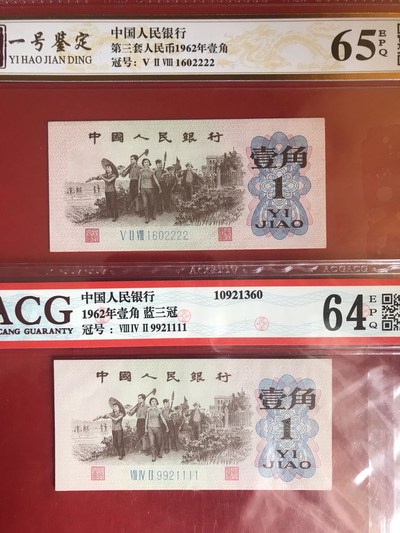 一号鉴定
YI HAO JIAN DING
中国人民银行
第三套人民币1962年壹角
冠号: V II VIII 1602222
65 EPQ
中國人民銀行
壹角
1
YI
JIAO
V II VIII 1602222
ACG
CANG GUARANTY
中国人民银行
10921360
1962年壹角 蓝三冠
冠号: VIII IV II 9921111
64 EPQ
中國人民銀行
壹角
1
YI
JIAO
VIII IV II 9921111